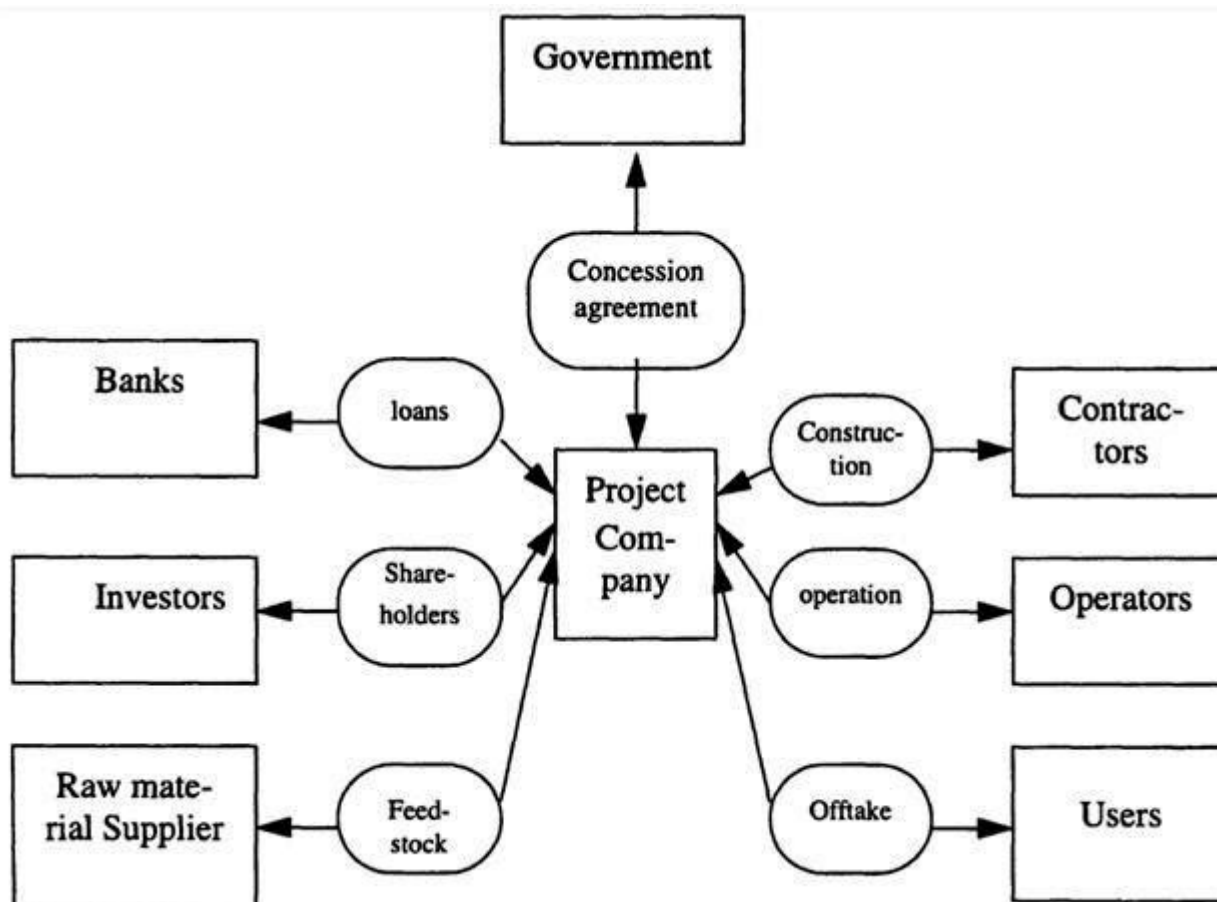 Government
Concession
agreement
Banks
loans
Construc-
tion
Contrac-
tors
Project
Com-
pany
Investors
Share-
holders
operation
Operators
Raw mate-
rial Supplier
Feed-
stock
Offtake
Users